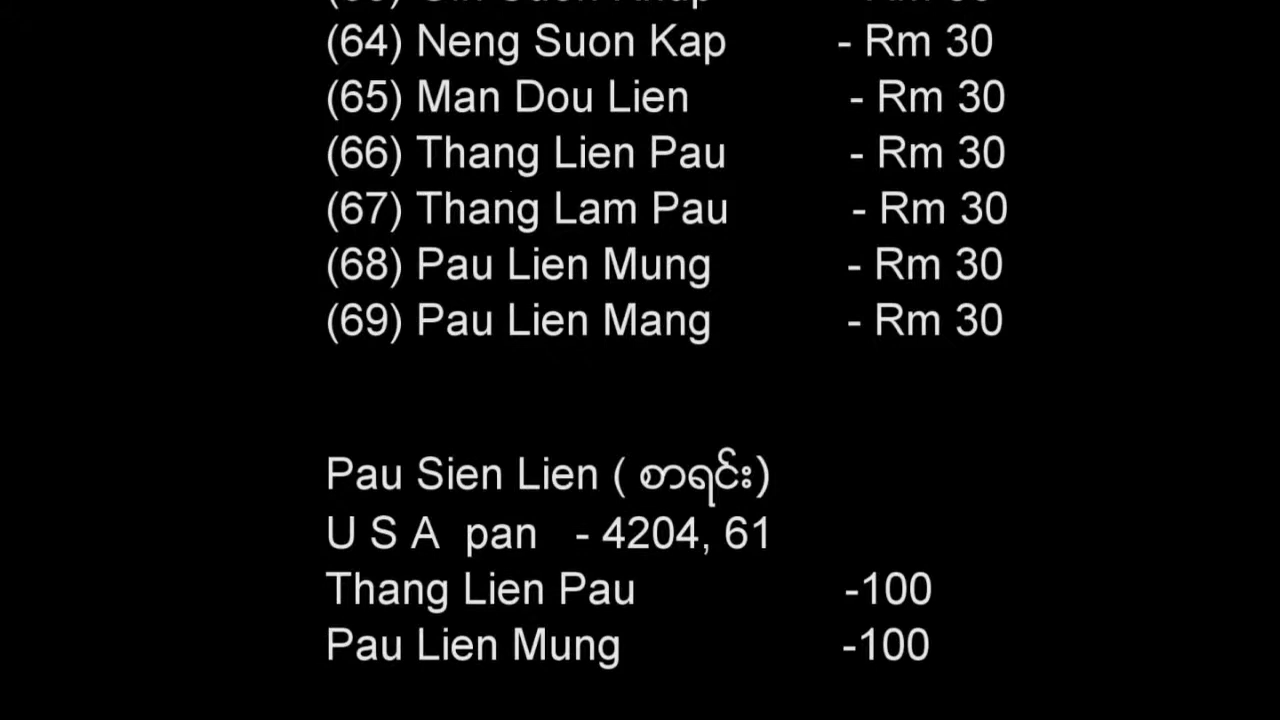 (64) Neng Suon Kap - Rm 30
(65) Man Dou Lien - Rm 30
(66) Thang Lien Pau - Rm 30
(67) Thang Lam Pau - Rm 30
(68) Pau Lien Mung - Rm 30
(69) Pau Lien Mang - Rm 30
Pau Sien Lien ( စာရင်း)
U S A pan - 4204, 61
Thang Lien Pau -100
Pau Lien Mung -100